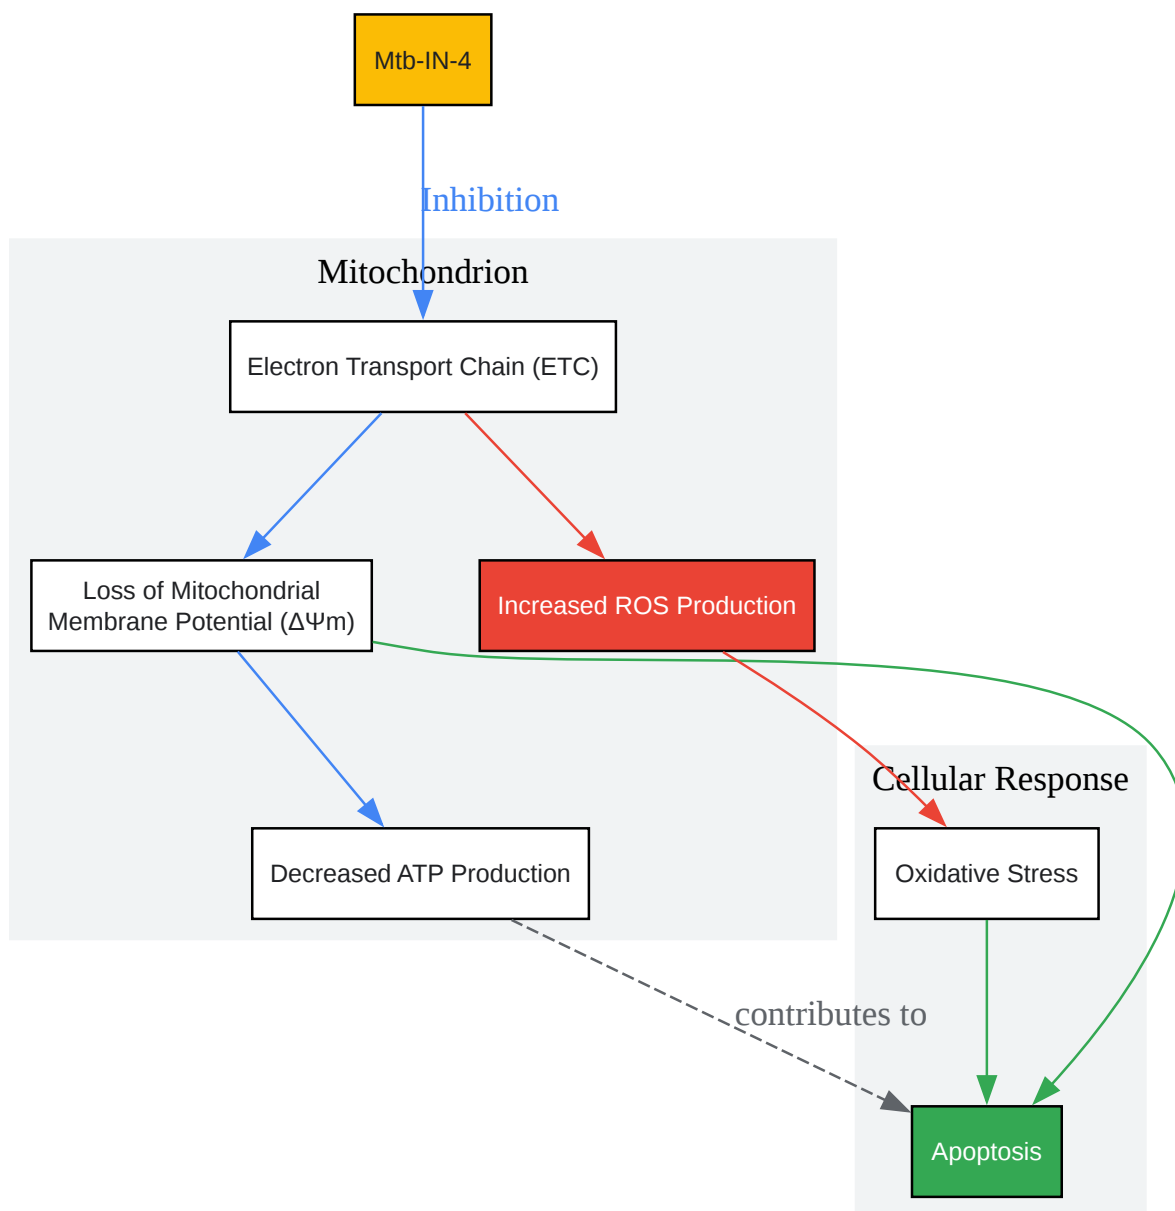 Mtb-IN-4
Inhibition
Mitochondrion
Electron Transport Chain (ETC)
Loss of Mitochondrial
Membrane Potential (ΔΨm)
Increased ROS Production
Cellular Response
Decreased ATP Production
Oxidative Stress
contributes to
Apoptosis